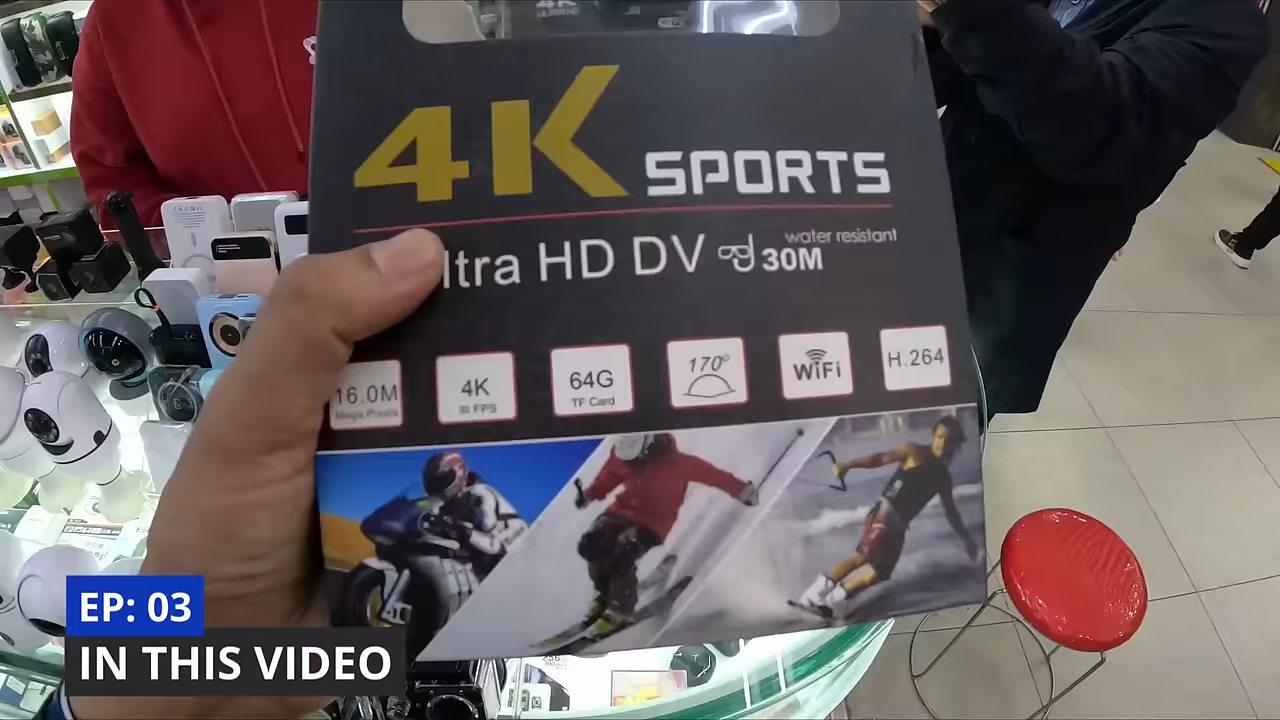 4K
4K SPORTS
ltra HD DV water resistant
30M
16.0M
Mega Pixels
4K
30 FPS
64G
TF Card
170°
WiFi
H.264
EP: 03
IN THIS VIDEO